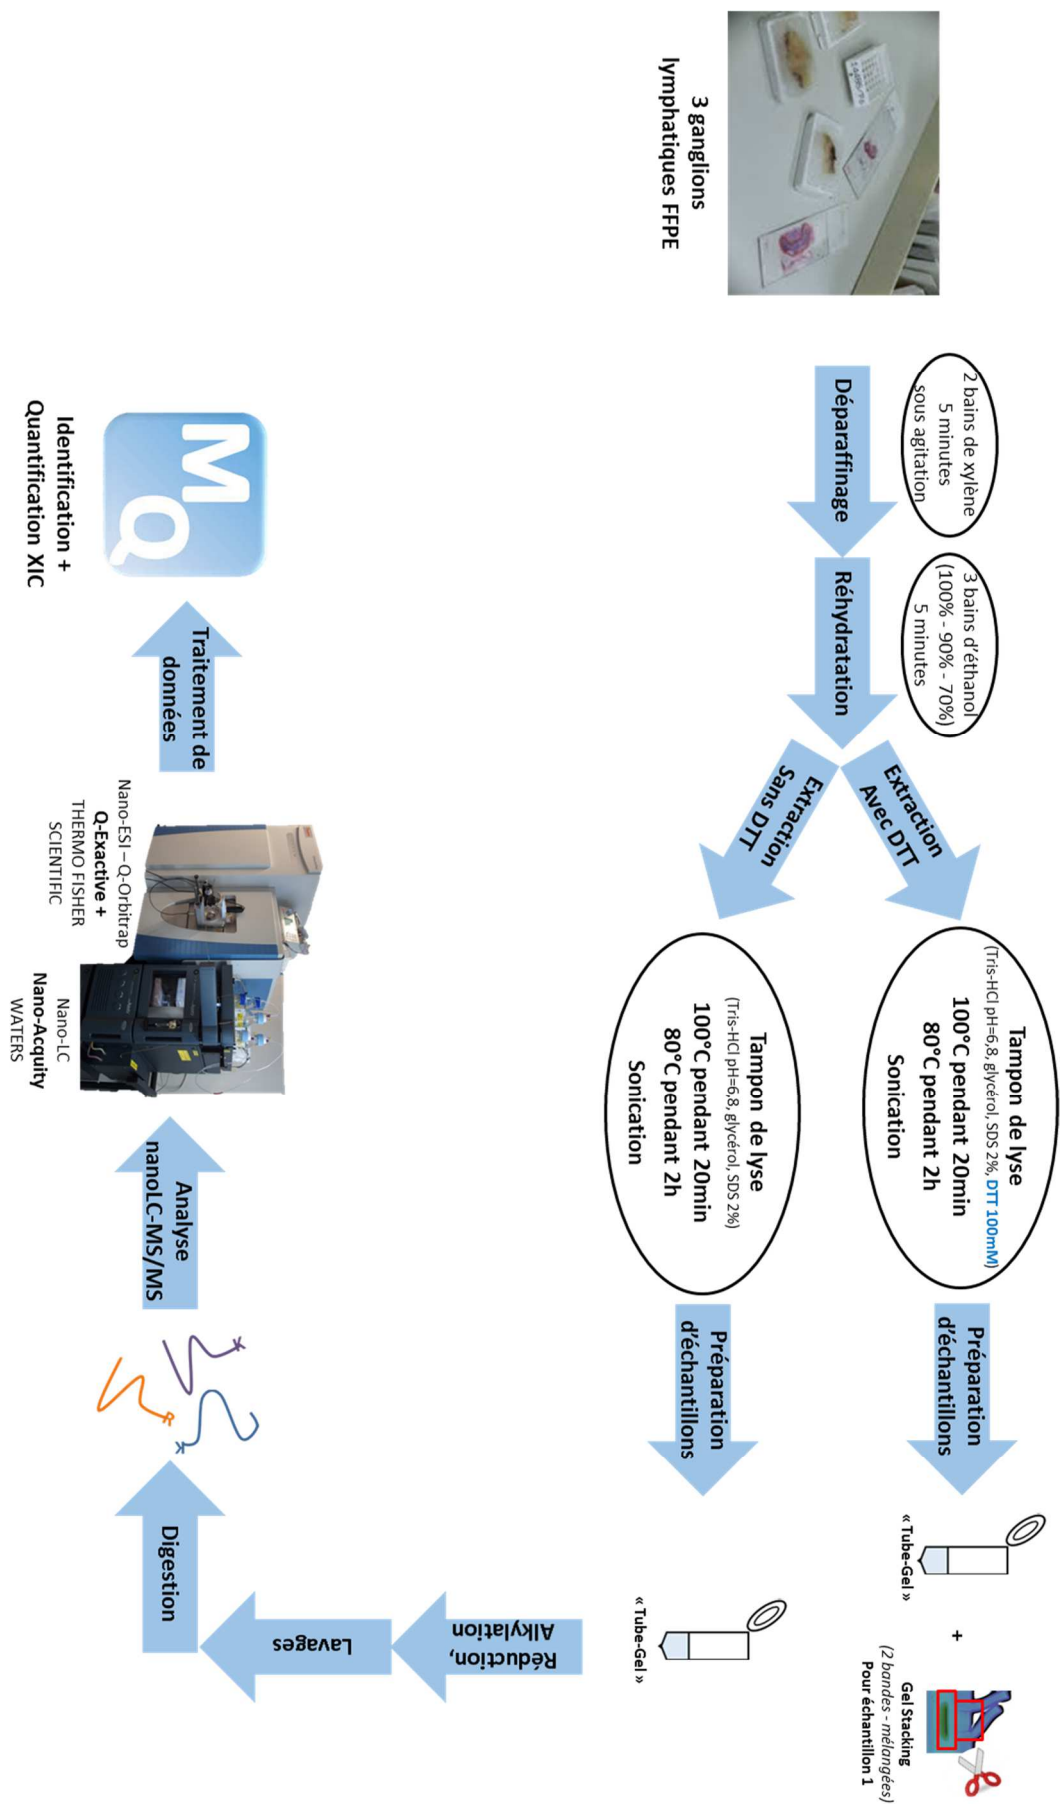 3 ganglions
lymphatiques FFPE
2 bains de xylène
5 minutes
sous agitation
Déparaffinage
3 bains d'éthanol
(100% - 90% - 70%)
5 minutes
Réhydratation
Extraction
Avec DTT
Extraction
Sans DTT
Tampon de lyse
(Tris-HCl pH=6,8, glycérol, SDS 2%, DTT 100mM)
100°C pendant 20min
80°C pendant 2h
Sonication
Tampon de lyse
(Tris-HCl pH=6,8, glycérol, SDS 2%)
100°C pendant 20min
80°C pendant 2h
Sonication
Préparation
d'échantillons
Préparation
d'échantillons
« Tube-Gel »
+
Gel Stacking
(2 bandes - mélangées)
Pour échantillon 1
« Tube-Gel »
Réduction,
Alkylation
Lavages
Digestion
Analyse
nanoLC-MS/MS
Nano-LC
Nano-Acquity
WATERS
Nano-ESI – Q-Orbitrap
Q-Exactive +
THERMO FISHER
SCIENTIFIC
Traitement de
données
MQ
Identification +
Quantification XIC